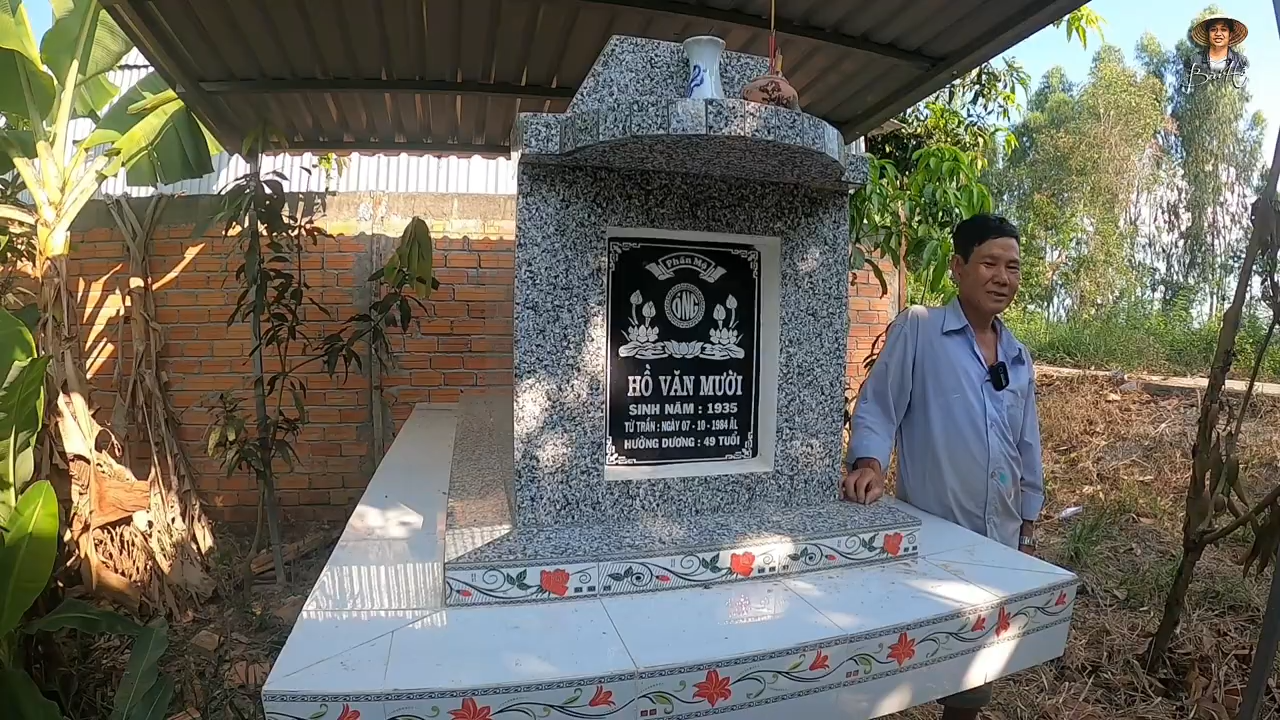 Phần Mộ
ÔNG
HỒ VĂN MƯỜI
SINH NĂM : 1935
TỪ TRẦN : NGÀY 07 - 10 - 1984 ÂL
HƯỞNG DƯƠNG : 49 TUỔI